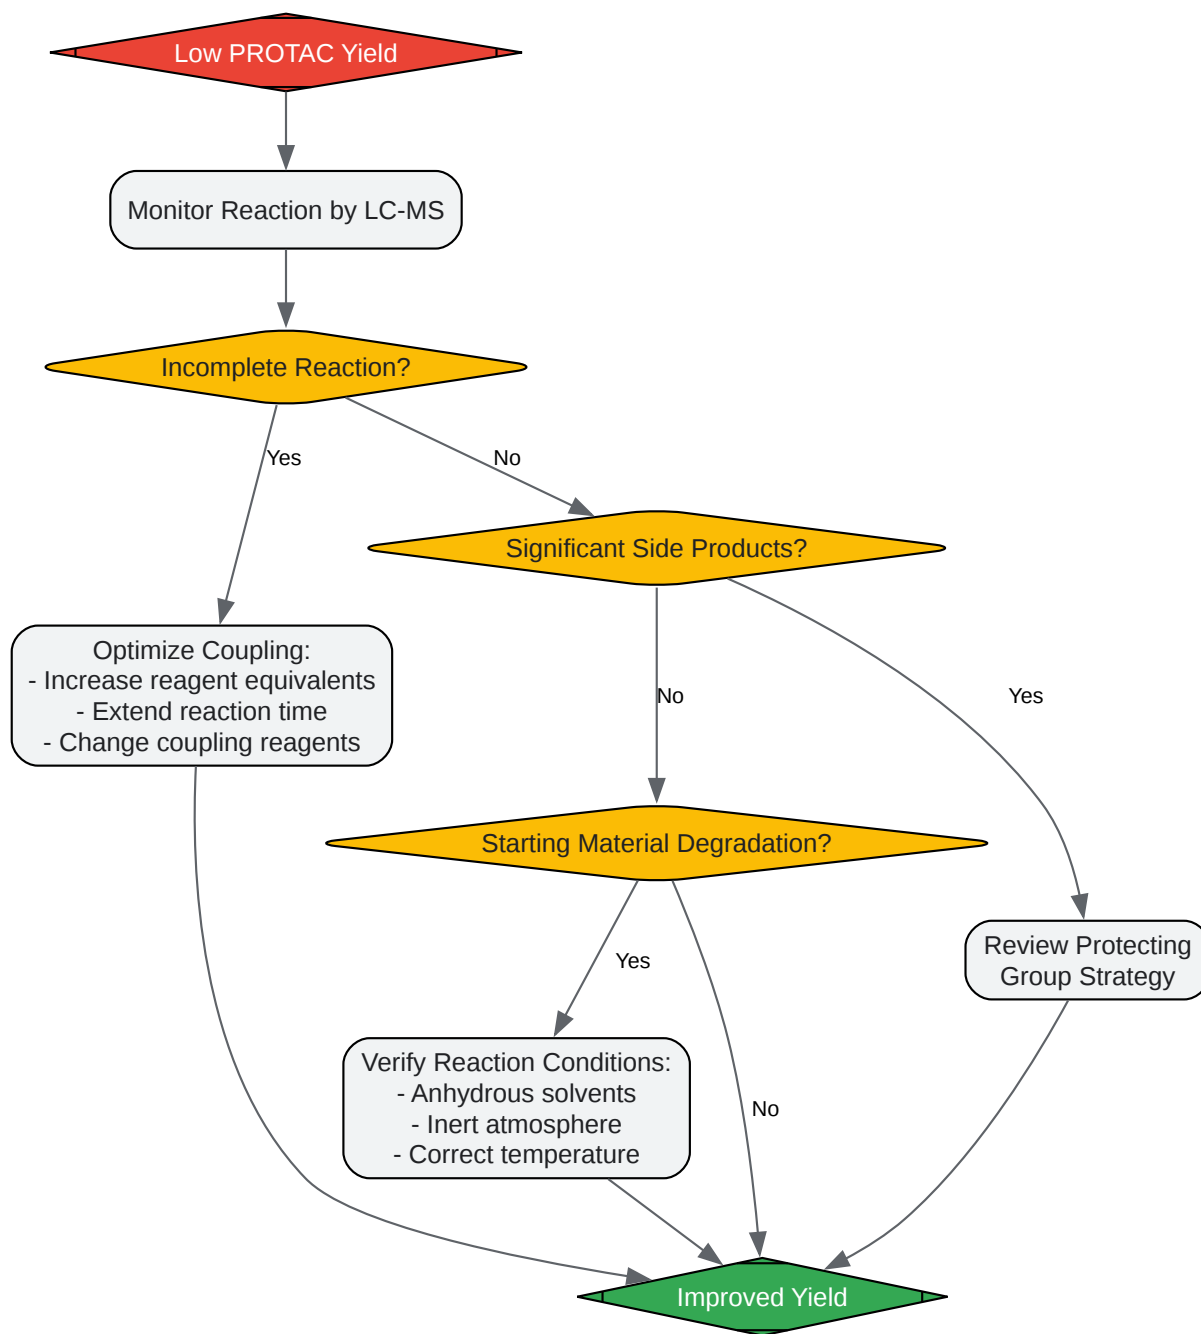 Low PROTAC Yield
Monitor Reaction by LC-MS
Incomplete Reaction?
Yes
No
Significant Side Products?
Optimize Coupling:
- Increase reagent equivalents
- Extend reaction time
- Change coupling reagents
No
Yes
Starting Material Degradation?
Yes
Review Protecting
Group Strategy
Verify Reaction Conditions:
- Anhydrous solvents
- Inert atmosphere
- Correct temperature
No
Improved Yield